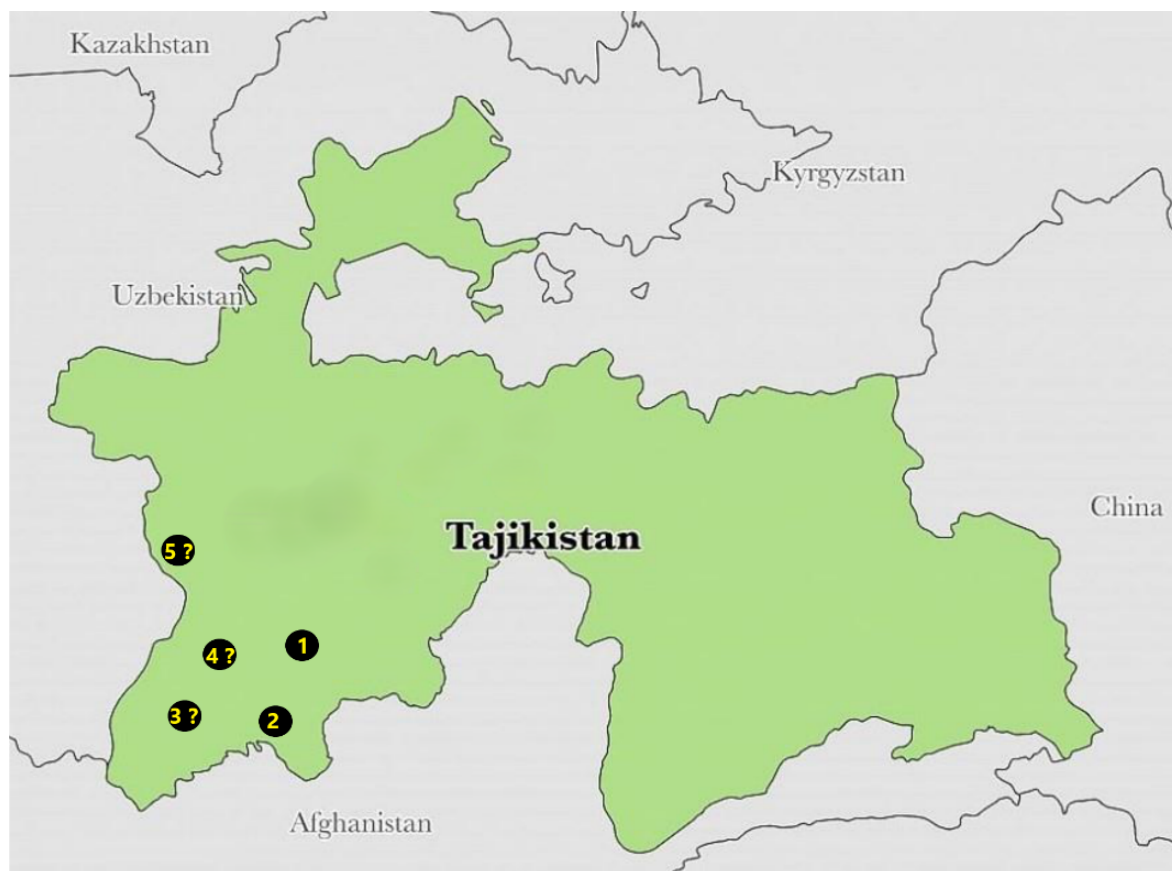 Kazakhstan
Kyrgyzstan
Uzbekistan
China
Tajikistan
5 ?
4 ?
1
3 ?
2
Afghanistan